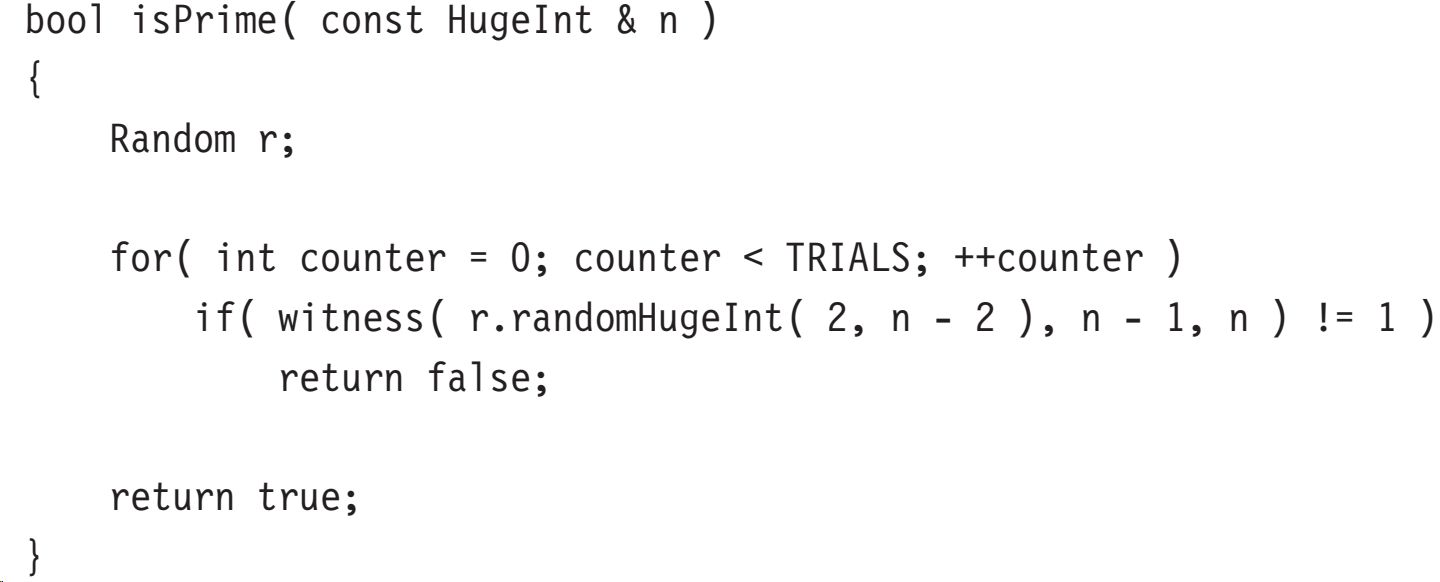 bool isPrime( const HugeInt & n )
{
    Random r;

    for( int counter = 0; counter < TRIALS; ++counter )
        if( witness( r.randomHugeInt( 2, n - 2 ), n - 1, n ) != 1 )
            return false;

    return true;
}